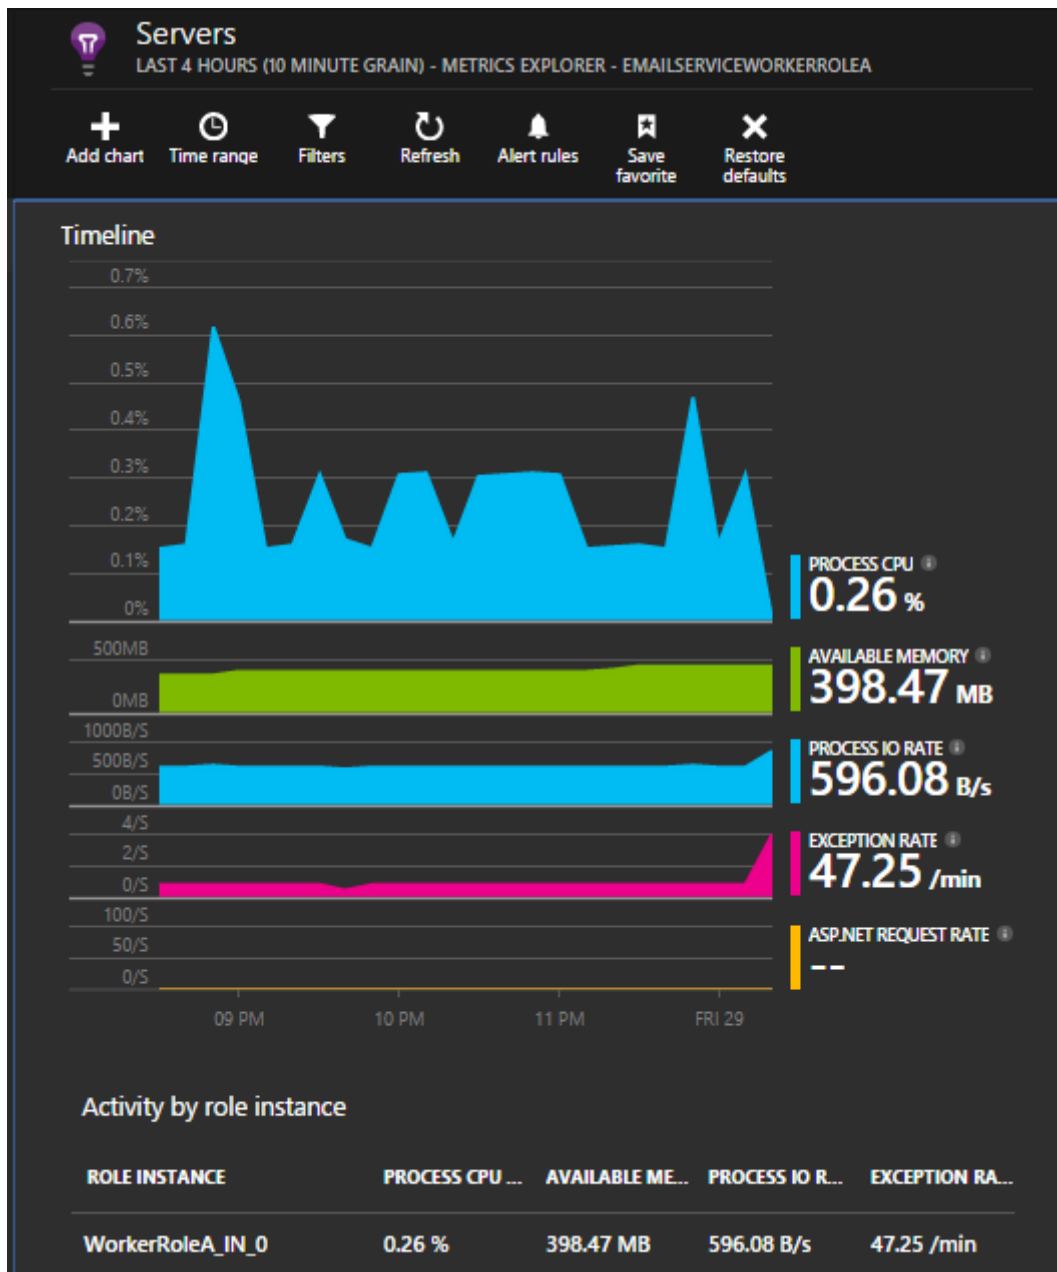 Servers
LAST 4 HOURS (10 MINUTE GRAIN) - METRICS EXPLORER - EMAILSERVICEWORKERROLEA
Add chart
Time range
Filters
Refresh
Alert rules
Save
favorite
Restore
defaults
Timeline
0.7%
0.6%
0.5%
0.4%
0.3%
0.2%
0.1%
0%
PROCESS CPU
0.26 %
500MB
0MB
AVAILABLE MEMORY
398.47 MB
1000B/S
500B/S
0B/S
PROCESS IO RATE
596.08 B/s
4/S
2/S
0/S
EXCEPTION RATE
47.25 /min
100/S
50/S
0/S
ASP.NET REQUEST RATE
--
09 PM 10 PM 11 PM FRI 29
Activity by role instance
ROLE INSTANCE PROCESS CPU ... AVAILABLE ME... PROCESS IO R... EXCEPTION RA...
WorkerRoleA_IN_0 0.26 % 398.47 MB 596.08 B/s 47.25 /min